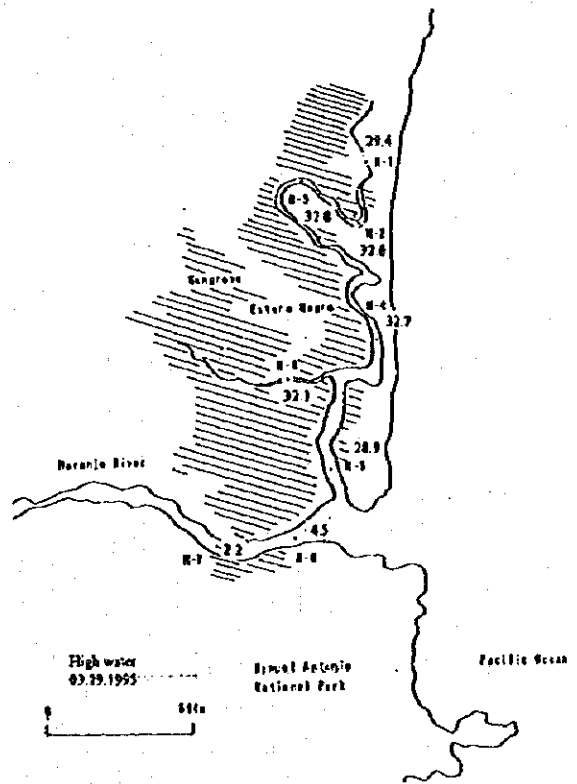 29.4
N-1
N-3
32.8
N-2
32.6
Mangrove
Estero Negro
N-4
32.7
N-8
32.1
Naranjo River
28.9
N-5
4.5
N-6
2.2
N-7
High water
03.29.1995
Manuel Antonio
National Park
Pacific Ocean
0